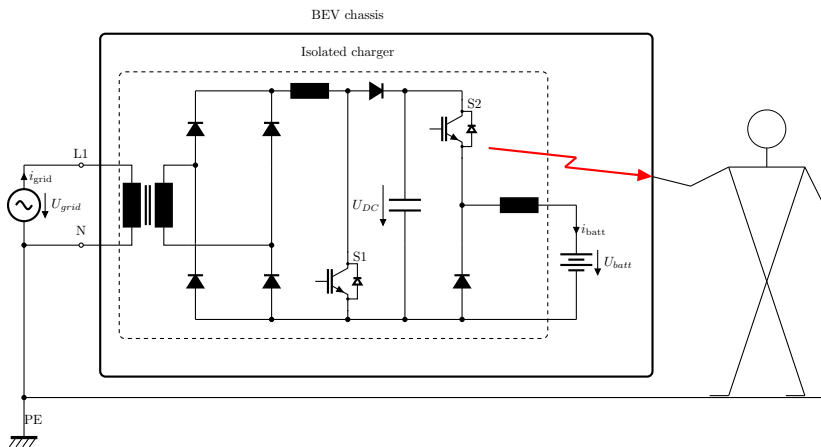 BEV chassis
Isolated charger
S2
L1
i_grid
U_grid
U_DC
N
i_batt
S1
U_batt
PE